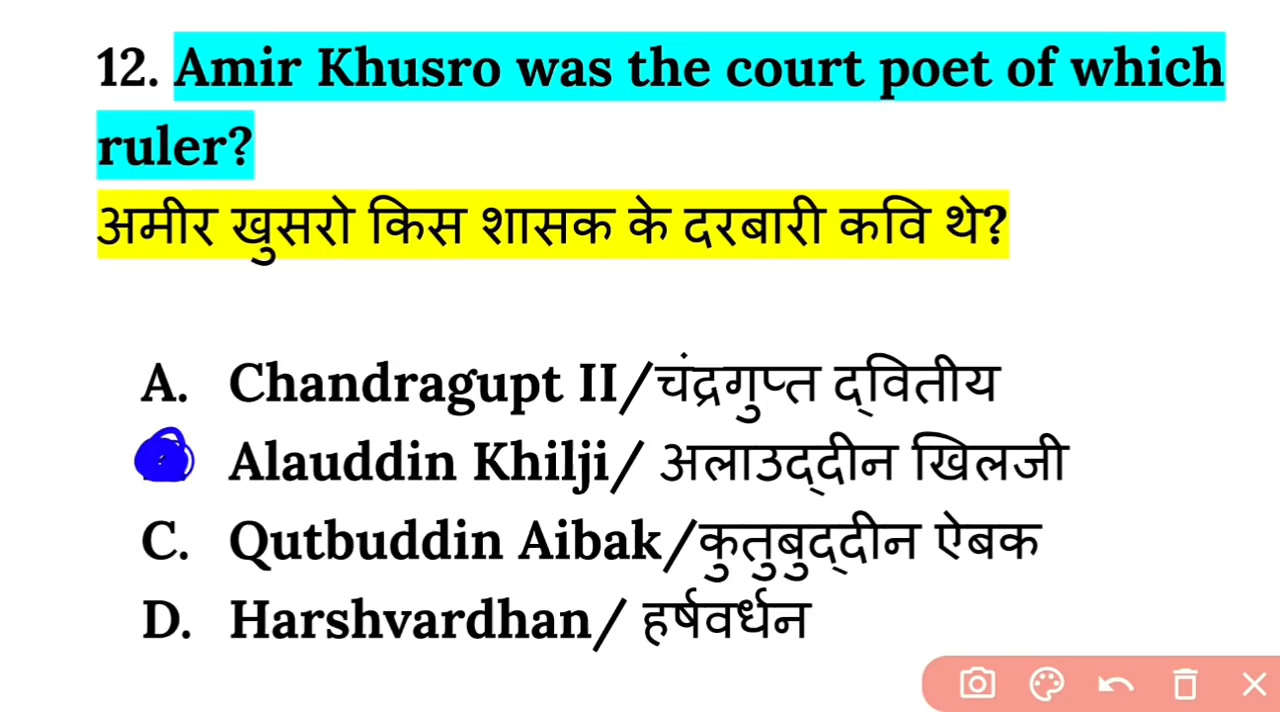 12. Amir Khusro was the court poet of which
ruler?
अमीर खुसरो किस शासक के दरबारी कवि थे?
A. Chandragupt II/चंद्रगुप्त द्वितीय
Alauddin Khilji/ अलाउद्दीन खिलजी
C. Qutbuddin Aibak/कुतुबुद्दीन ऐबक
D. Harshvardhan/ हर्षवर्धन